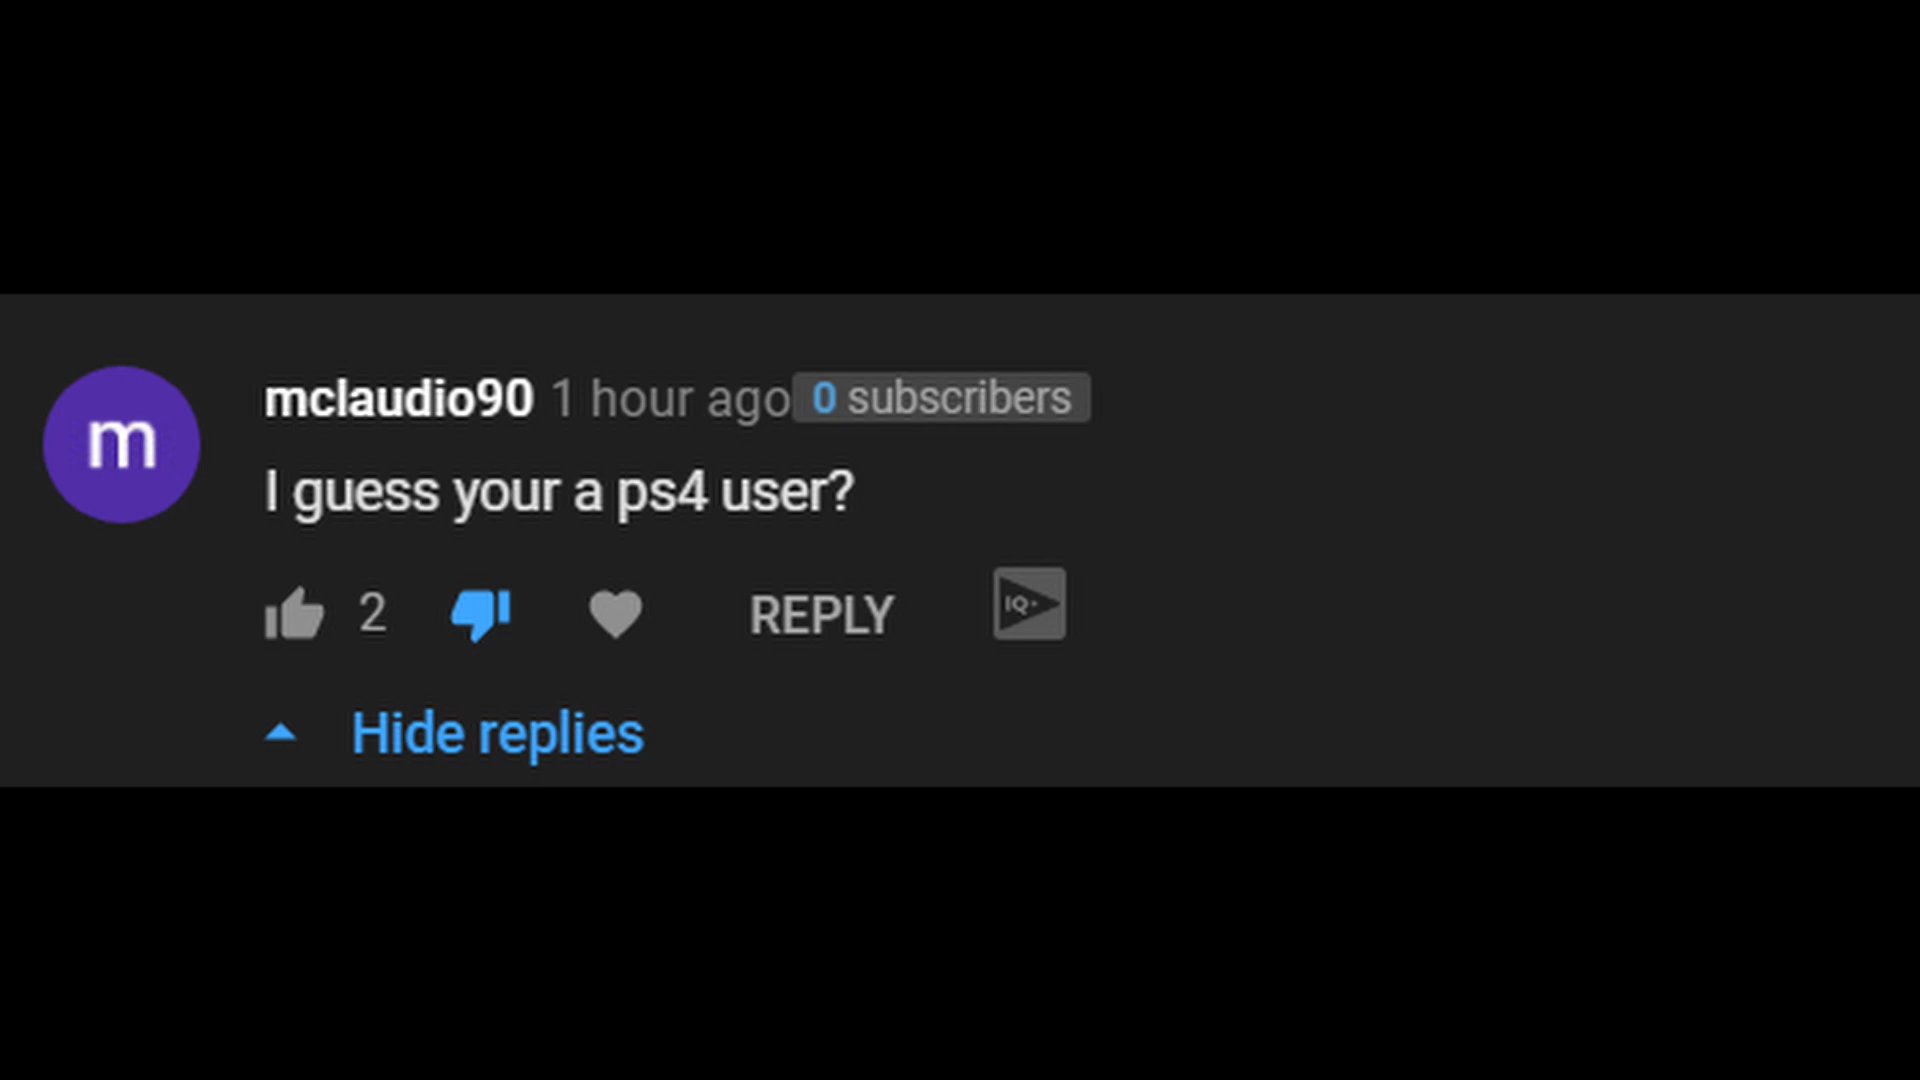 m
mclaudio90 1 hour ago 0 subscribers
I guess your a ps4 user?
2 REPLY IQ
Hide replies